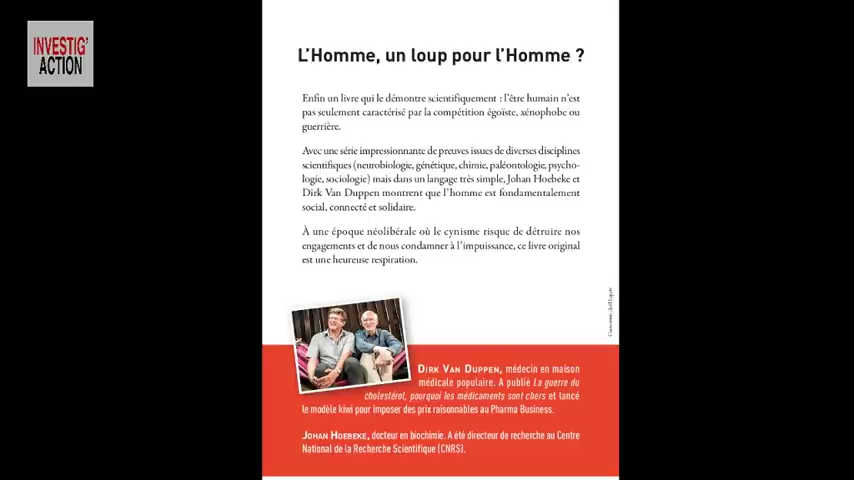 INVESTIG'
ACTION
L'Homme, un loup pour l'Homme ?
Enfin un livre qui le démontre scientifiquement : l'être humain n'est
pas seulement caractérisé par la compétition égoïste, xénophobe ou
guerrière.
Avec une série impressionnante de preuves issues de diverses disciplines
scientifiques (neurobiologie, génétique, chimie, paléontologie, psycho-
logie, sociologie) mais dans un langage très simple, Johan Hoebeke et
Dirk Van Duppen montrent que l'homme est fondamentalement
social, connecté et solidaire.
À une époque néolibérale où le cynisme risque de détruire nos
engagements et de nous condamner à l'impuissance, ce livre original
est une heureuse respiration.
DIRK VAN DUPPEN, médecin en maison
médicale populaire. A publié La guerre du
cholestérol, pourquoi les médicaments sont chers et lancé
le modèle kiwi pour imposer des prix raisonnables au Pharma Business.
JOHAN HOEBEKE, docteur en biochimie. A été directeur de recherche au Centre
National de la Recherche Scientifique (CNRS).